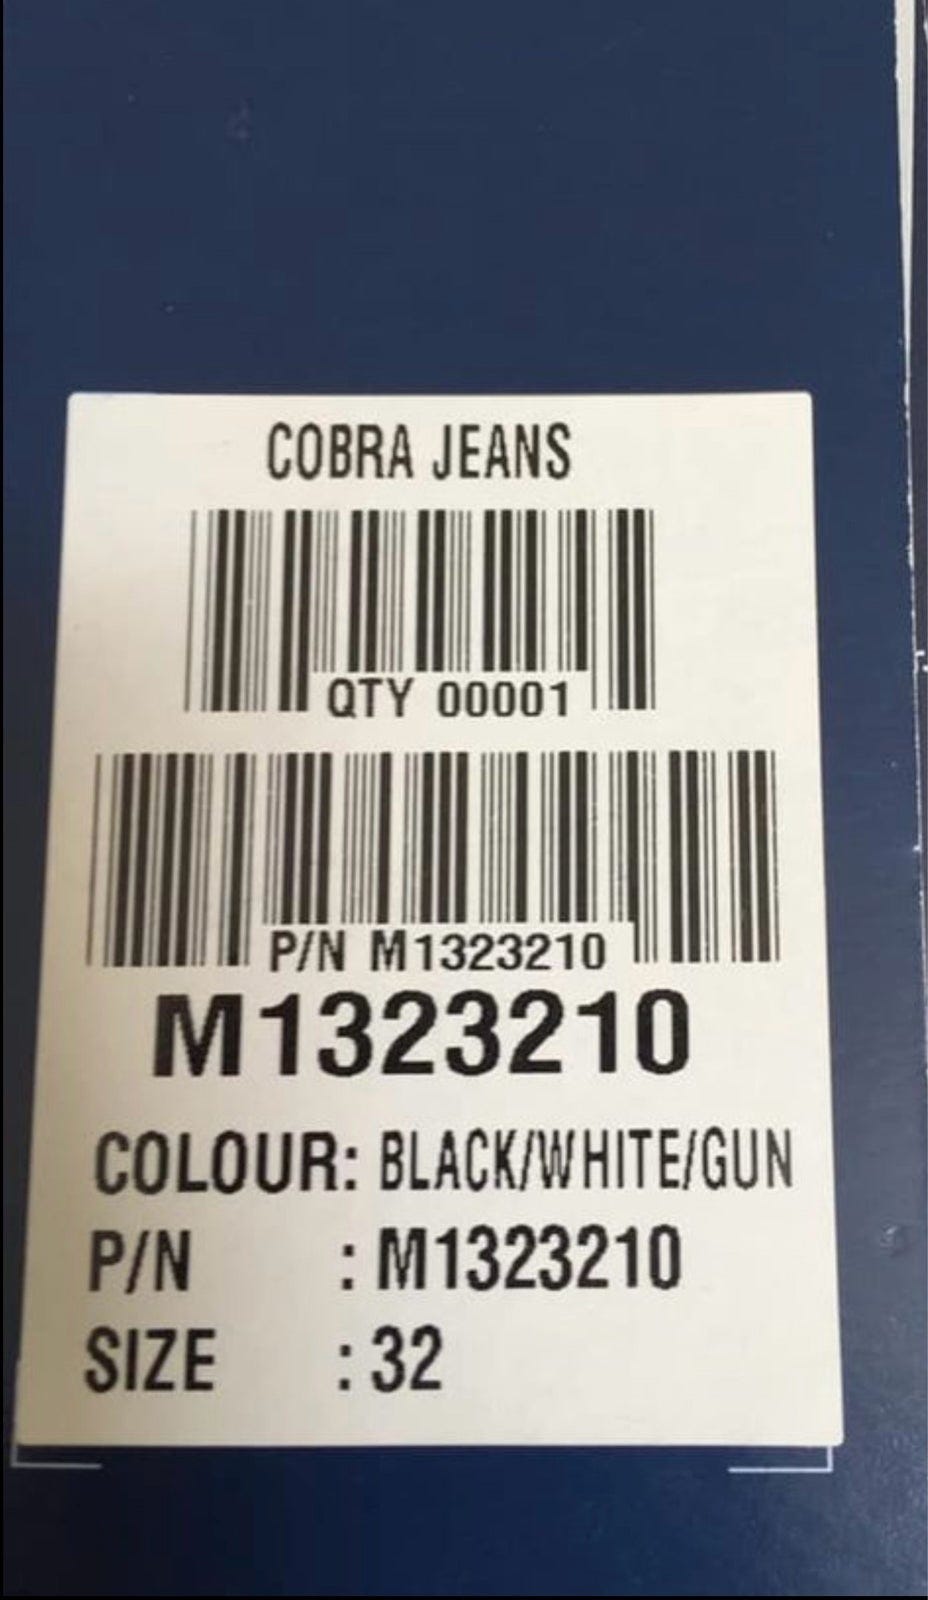 COBRA JEANS
QTY 00001
P/N M1323210
M1323210
COLOUR: BLACK/WHITE/GUN
P/N : M1323210
SIZE : 32